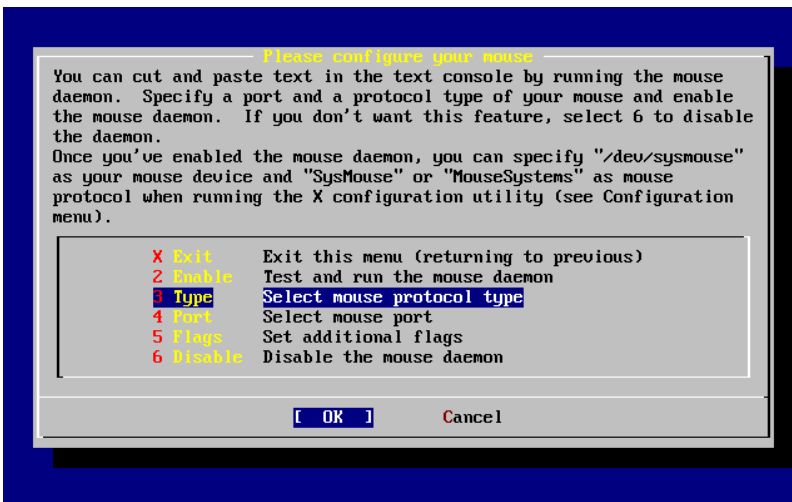 Please configure your mouse
You can cut and paste text in the text console by running the mouse
daemon.  Specify a port and a protocol type of your mouse and enable
the mouse daemon.  If you don't want this feature, select 6 to disable
the daemon.
Once you've enabled the mouse daemon, you can specify "/dev/sysmouse"
as your mouse device and "SysMouse" or "MouseSystems" as mouse
protocol when running the X configuration utility (see Configuration
menu).
X Exit Exit this menu (returning to previous)
2 Enable Test and run the mouse daemon
3 Type Select mouse protocol type
4 Port Select mouse port
5 Flags Set additional flags
6 Disable Disable the mouse daemon
[ OK ] Cancel